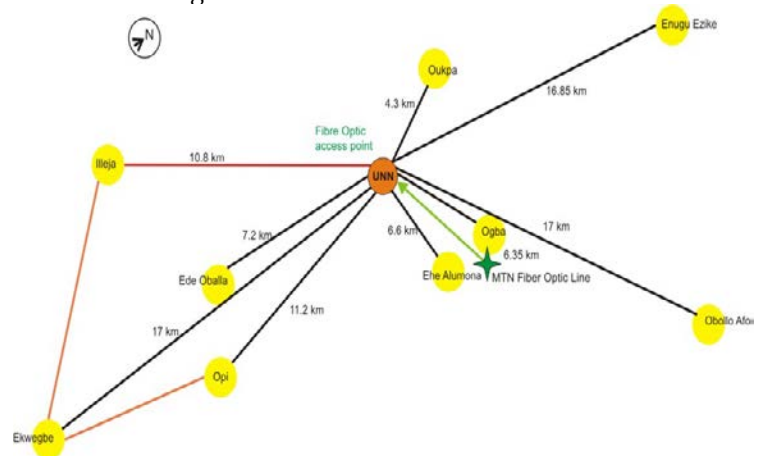 N
Enugu Ezike
Oukpa
4.3 km
16.85 km
Fibre Optic
access point
10.8 km
Illeja
UNN
Ogba
17 km
6.6 km
6.35 km
7.2 km
Ehe Alumona
MTN Fiber Optic Line
Ede Oballa
11.2 km
17 km
Obollo Afo
Opi
Ekwegbe